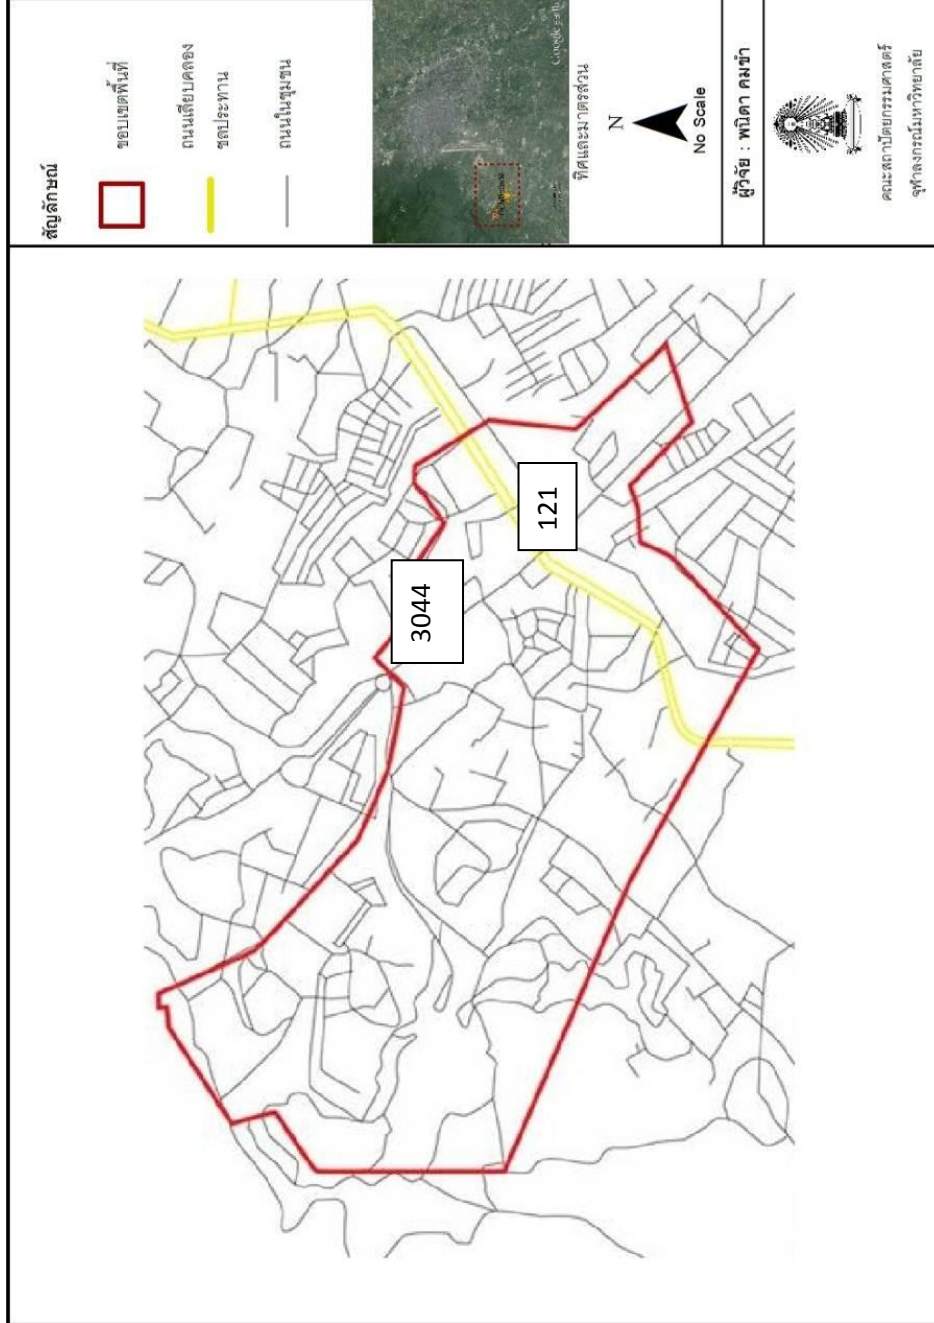 สัญลักษณ์
ขอบเขตพื้นที่
ถนนเลียบคลอง
ชลประทาน
ถนนในชุมชน
Google earth
ทิศและมาตราส่วน
N
No Scale
ผู้วิจัย : พนิตา คมขำ
คณะสถาปัตยกรรมศาสตร์
จุฬาลงกรณ์มหาวิทยาลัย
3044
121